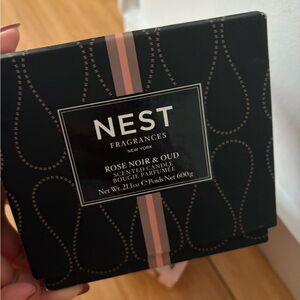 NEST
FRAGRANCES
NEW YORK
ROSE NOIR & OUD
SCENTED CANDLE
BOUGIE PARFUMÉE
Net Wt. 21.1oz ℮ Poids Net 600g